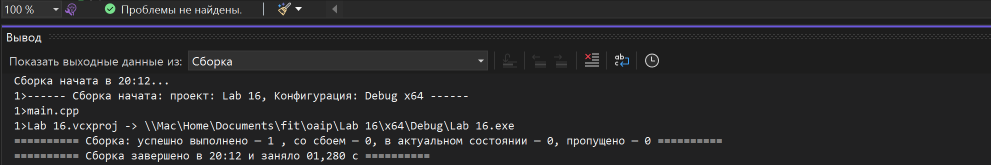 100 %
Проблемы не найдены.
Вывод
Показать выходные данные из: Сборка
Сборка начата в 20:12...
1>------ Сборка начата: проект: Lab 16, Конфигурация: Debug x64 ------
1>main.cpp
1>Lab 16.vcxproj -> \\Mac\Home\Documents\fit\oaip\Lab 16\x64\Debug\Lab 16.exe
========== Сборка: успешно выполнено — 1 , со сбоем — 0, в актуальном состоянии — 0, пропущено — 0 ==========
========== Сборка завершено в 20:12 и заняло 01,280 с ==========